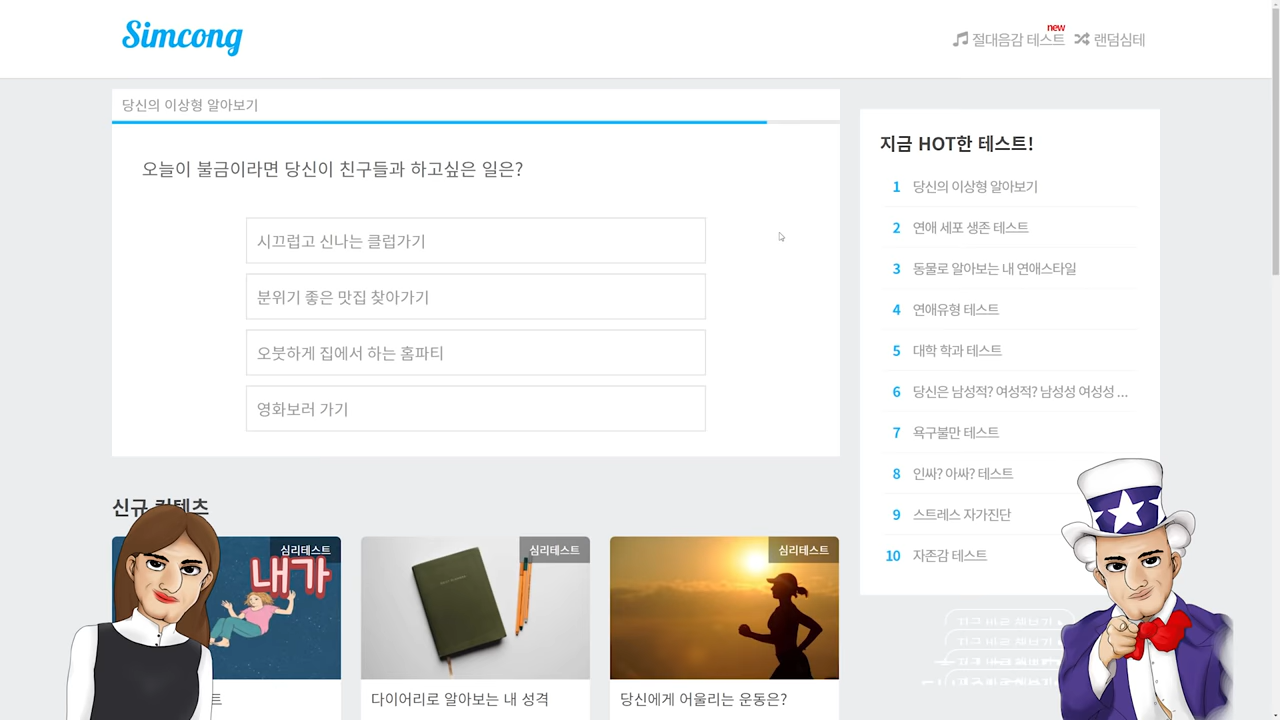 Simcong
절대음감 테스트
new
랜덤심테
당신의 이상형 알아보기
오늘이 불금이라면 당신이 친구들과 하고싶은 일은?
시끄럽고 신나는 클럽가기
분위기 좋은 맛집 찾아가기
오붓하게 집에서 하는 홈파티
영화보러 가기
지금 HOT한 테스트!
1 당신의 이상형 알아보기
2 연애 세포 생존 테스트
3 동물로 알아보는 내 연애스타일
4 연애유형 테스트
5 대학 학과 테스트
6 당신은 남성적? 여성적? 남성성 여성성 ...
7 욕구불만 테스트
8 인싸? 아싸? 테스트
9 스트레스 자가진단
10 자존감 테스트
신규 컨텐츠
심리테스트
내가
심리테스트
심리테스트
트
다이어리로 알아보는 내 성격
당신에게 어울리는 운동은?